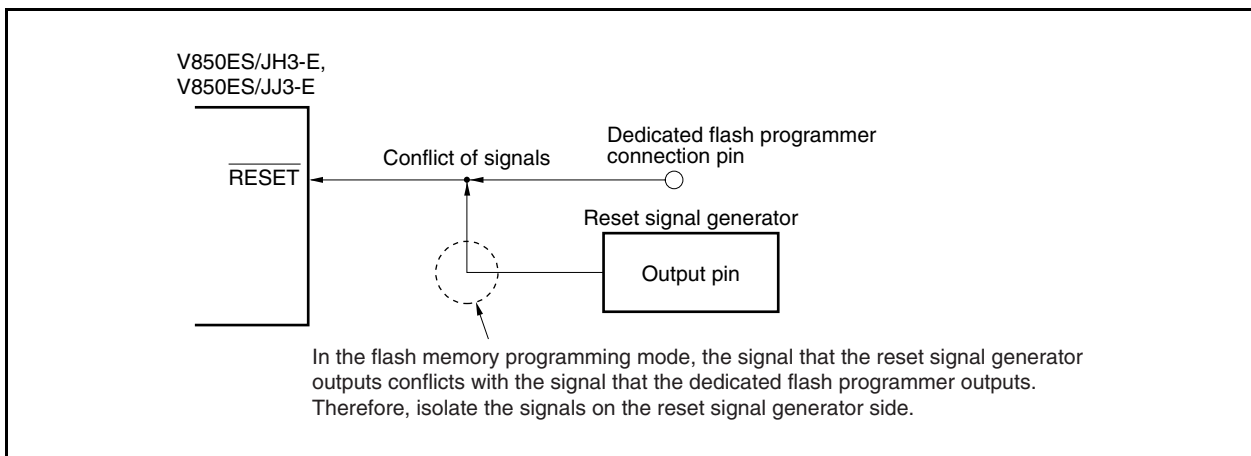 V850ES/JH3-E,
V850ES/JJ3-E
Dedicated flash programmer
connection pin
Conflict of signals
RESET
Reset signal generator
Output pin
In the flash memory programming mode, the signal that the reset signal generator
outputs conflicts with the signal that the dedicated flash programmer outputs.
Therefore, isolate the signals on the reset signal generator side.